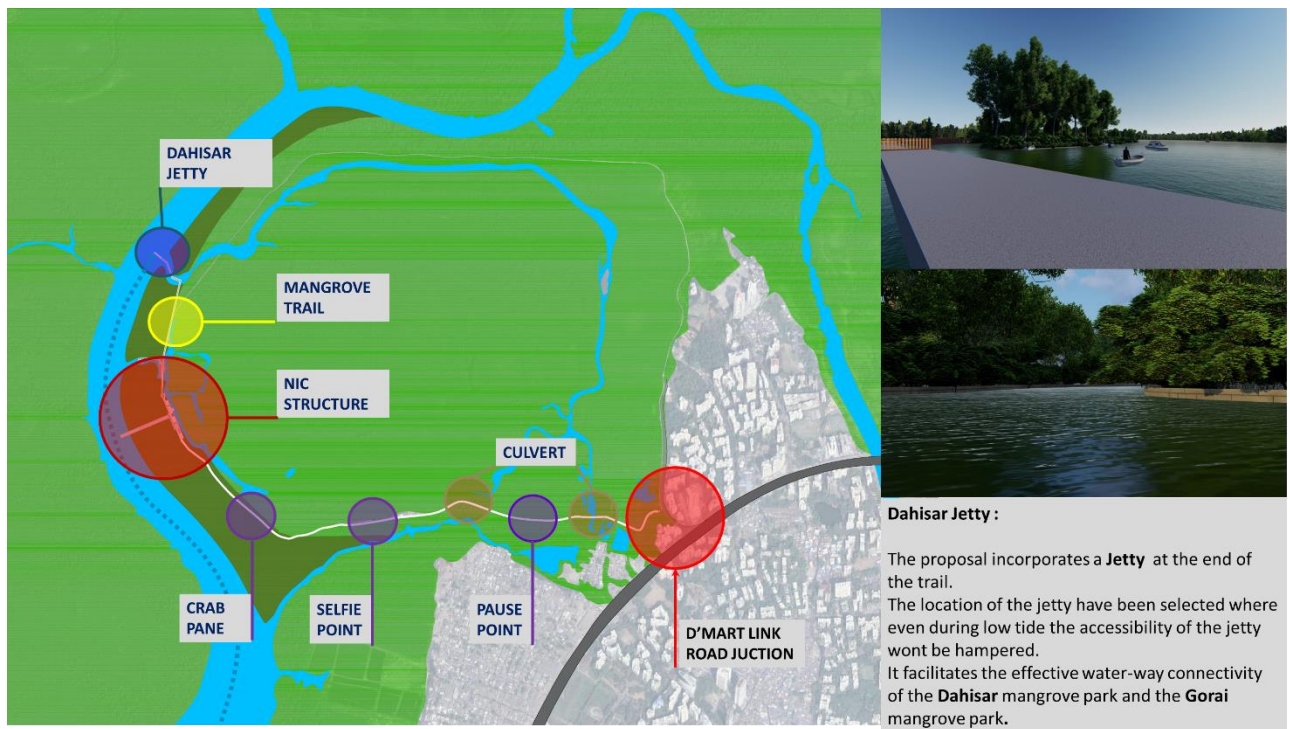 DAHISAR
JETTY
MANGROVE
TRAIL
NIC
STRUCTURE
CULVERT
CRAB
PANE
SELFIE
POINT
PAUSE
POINT
D’MART LINK
ROAD JUCTION
Dahisar Jetty :
The proposal incorporates a Jetty at the end of
the trail.
The location of the jetty have been selected where
even during low tide the accessibility of the jetty
wont be hampered.
It facilitates the effective water-way connectivity
of the Dahisar mangrove park and the Gorai
mangrove park.